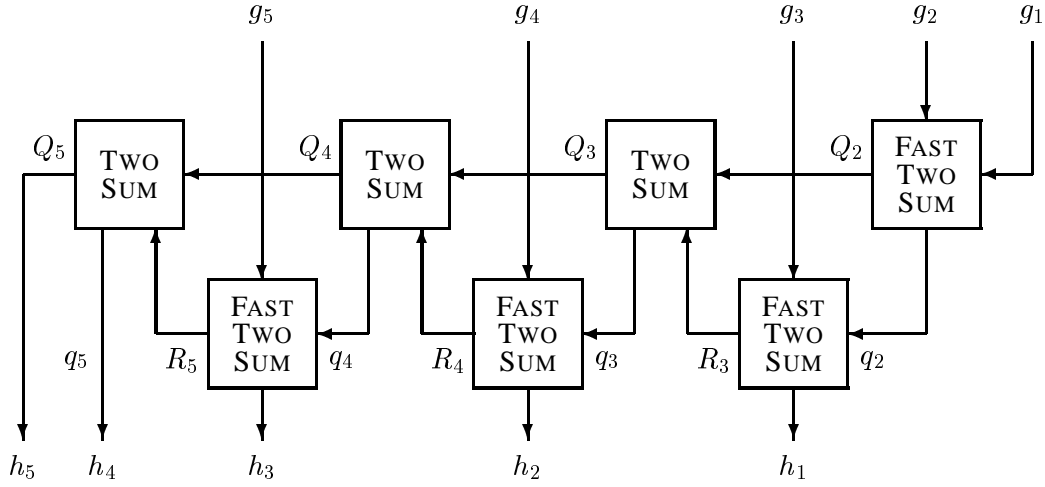 g₅ g₄ g₃ g₂ g₁
Q₅ Q₄ Q₃ Q₂
TWO
SUM
TWO
SUM
TWO
SUM
FAST
TWO
SUM
FAST
TWO
SUM
FAST
TWO
SUM
FAST
TWO
SUM
q₅ R₅ q₄ R₄ q₃ R₃ q₂
h₅ h₄ h₃ h₂ h₁